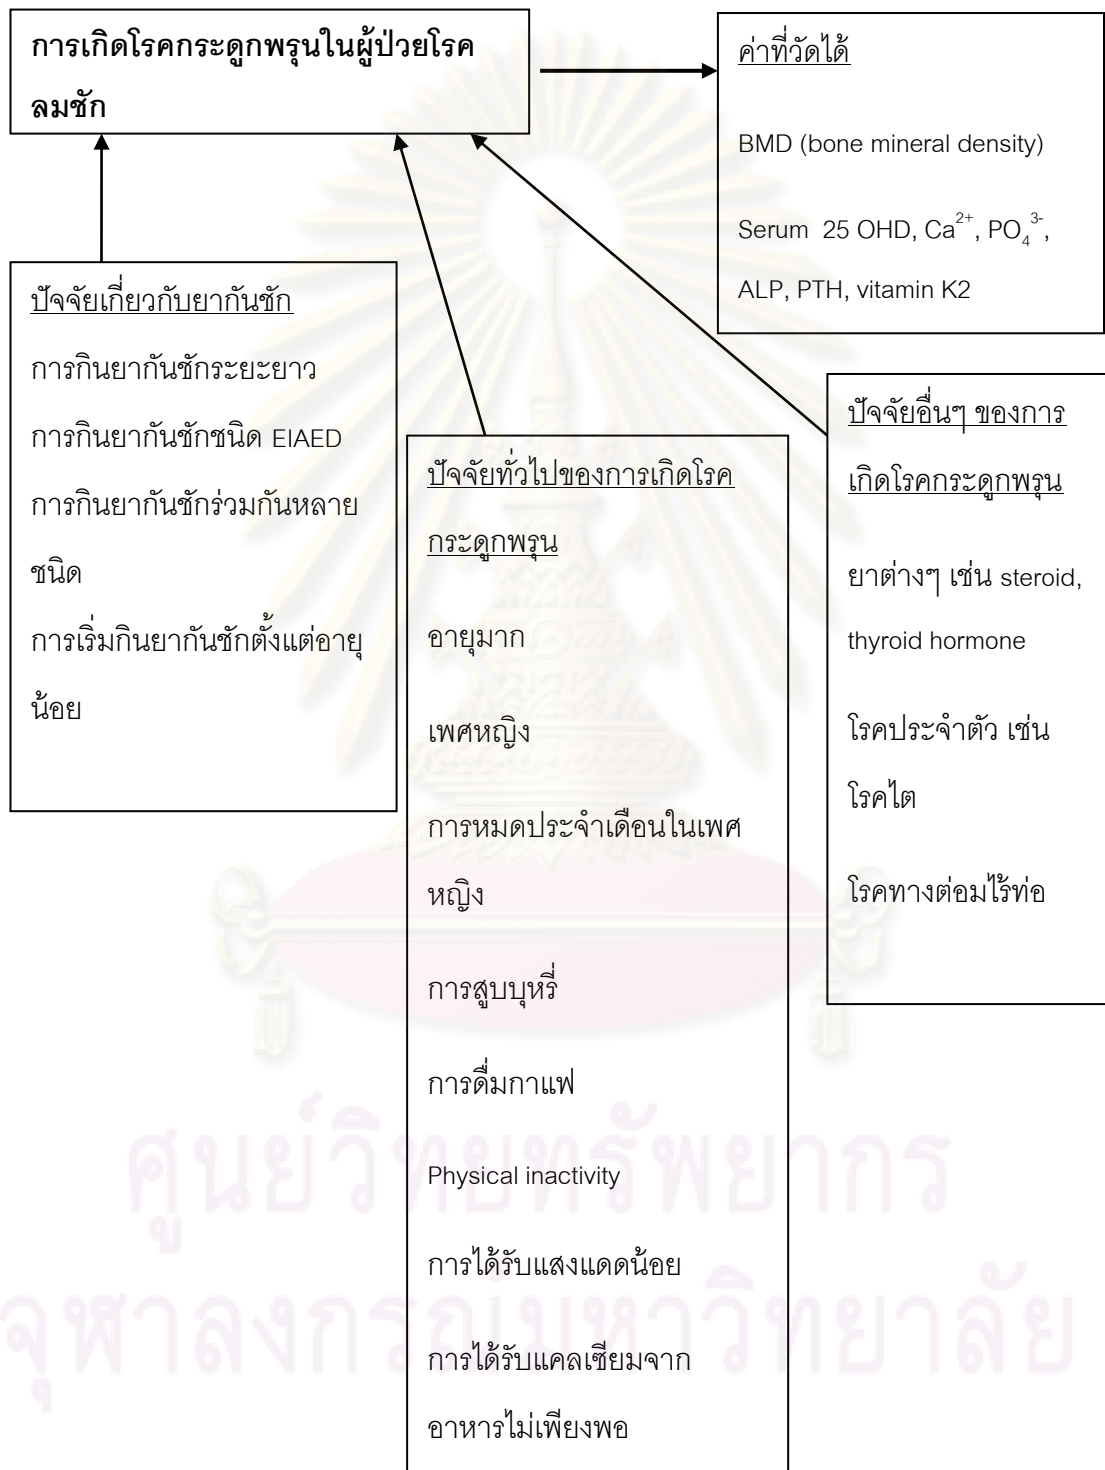 การเกิดโรคกระดูกพรุนในผู้ป่วยโรค
ลมชัก
ค่าที่วัดได้
BMD (bone mineral density)
Serum 25 OHD, Ca²⁺, PO₄³⁻,
ALP, PTH, vitamin K2
ปัจจัยเกี่ยวกับยากันชัก
การกินยากันชักระยะยาว
การกินยากันชักชนิด EIAED
การกินยากันชักร่วมกันหลาย
ชนิด
การเริ่มกินยากันชักตั้งแต่อายุ
น้อย
ปัจจัยทั่วไปของการเกิดโรค
กระดูกพรุน
อายุมาก
เพศหญิง
การหมดประจำเดือนในเพศ
หญิง
การสูบบุหรี่
การดื่มกาแฟ
Physical inactivity
การได้รับแสงแดดน้อย
การได้รับแคลเซียมจาก
อาหารไม่เพียงพอ
ปัจจัยอื่นๆ ของการ
เกิดโรคกระดูกพรุน
ยาต่างๆ เช่น steroid,
thyroid hormone
โรคประจำตัว เช่น
โรคไต
โรคทางต่อมไร้ท่อ
ศูนย์วิทยทรัพยากร
จุฬาลงกรณ์มหาวิทยาลัย